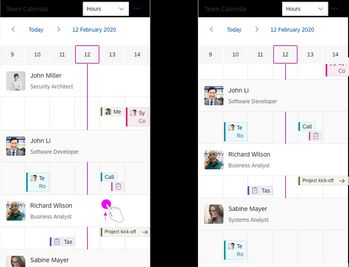 Team Calendar
Hours
Today
12 February 2020
9
10
11
12
13
14
John Miller
Security Architect
Me
Sy
Co
John Li
Software Developer
Te
Ro
Call
Richard Wilson
Business Analyst
Project kick-off
Tas
Sabine Mayer
Team Calendar
Hours
Today
12 February 2020
9
10
11
12
13
14
Co
John Li
Software Developer
Te
Ro
Call
Richard Wilson
Business Analyst
Project kick-off
Tas
Sabine Mayer
Systems Analyst
Te
Ro